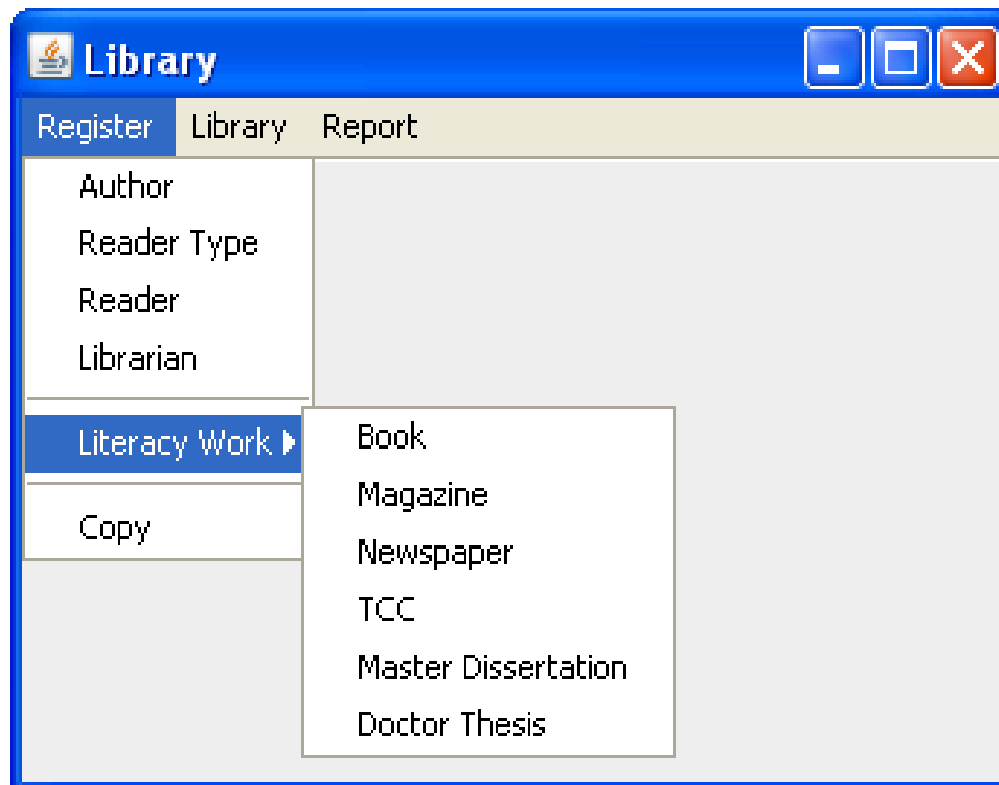 Library
Register Library Report
Author
Reader Type
Reader
Librarian
Literacy Work
Copy
Book
Magazine
Newspaper
TCC
Master Dissertation
Doctor Thesis